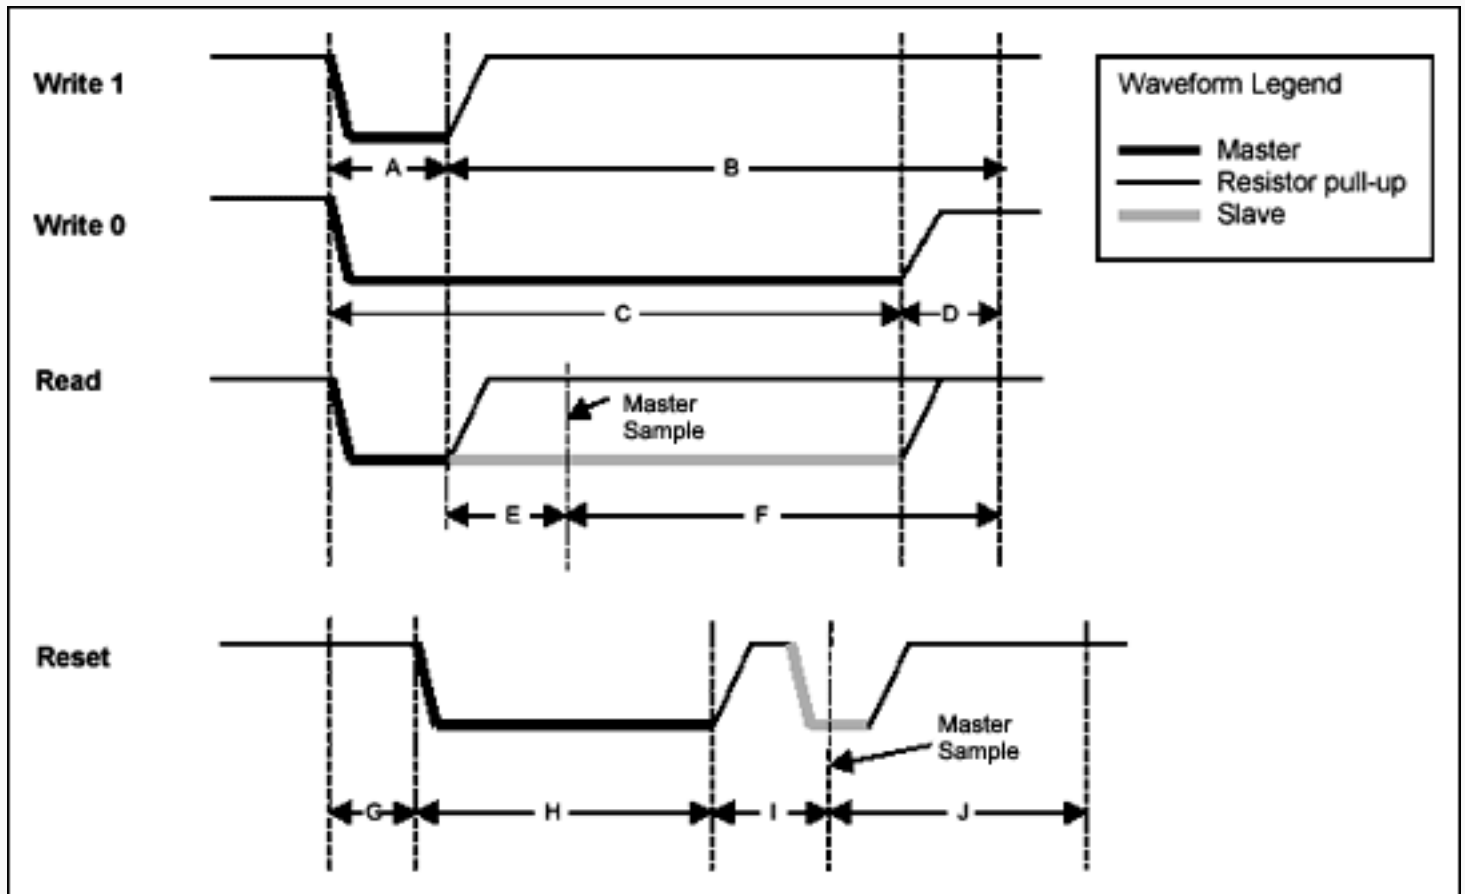 Write 1
A
B
Waveform Legend
Master
Resistor pull-up
Slave
Write 0
C
D
Read
Master
Sample
E
F
Reset
Master
Sample
G
H
I
J